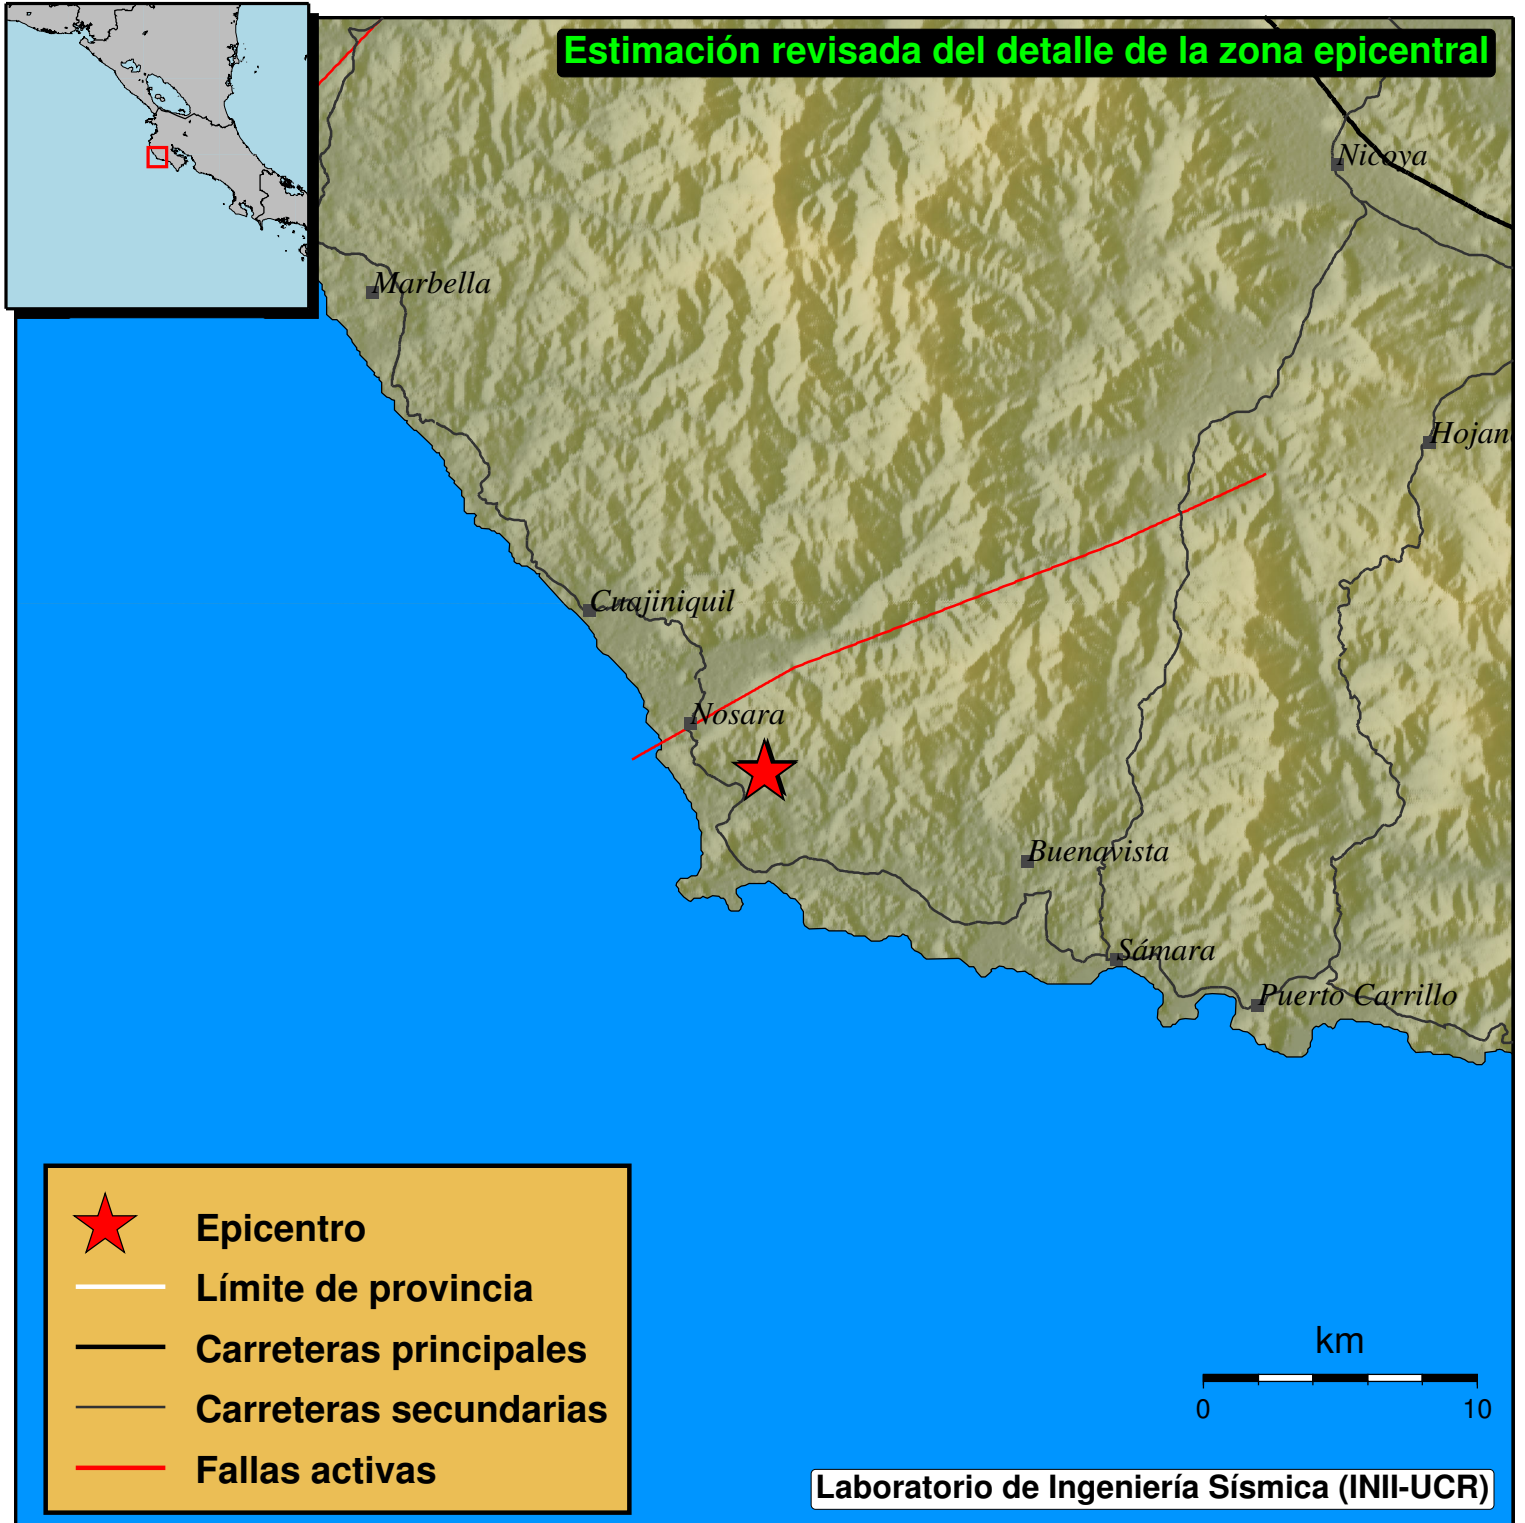 Estimación revisada del detalle de la zona epicentral
Nicoya
Marbella
Cuajiniquil
Nosara
Buenavista
Sámara
Puerto Carrillo
Epicentro
Límite de provincia
Carreteras principales
Carreteras secundarias
Fallas activas
km
0 10
Laboratorio de Ingeniería Sísmica (INII-UCR)